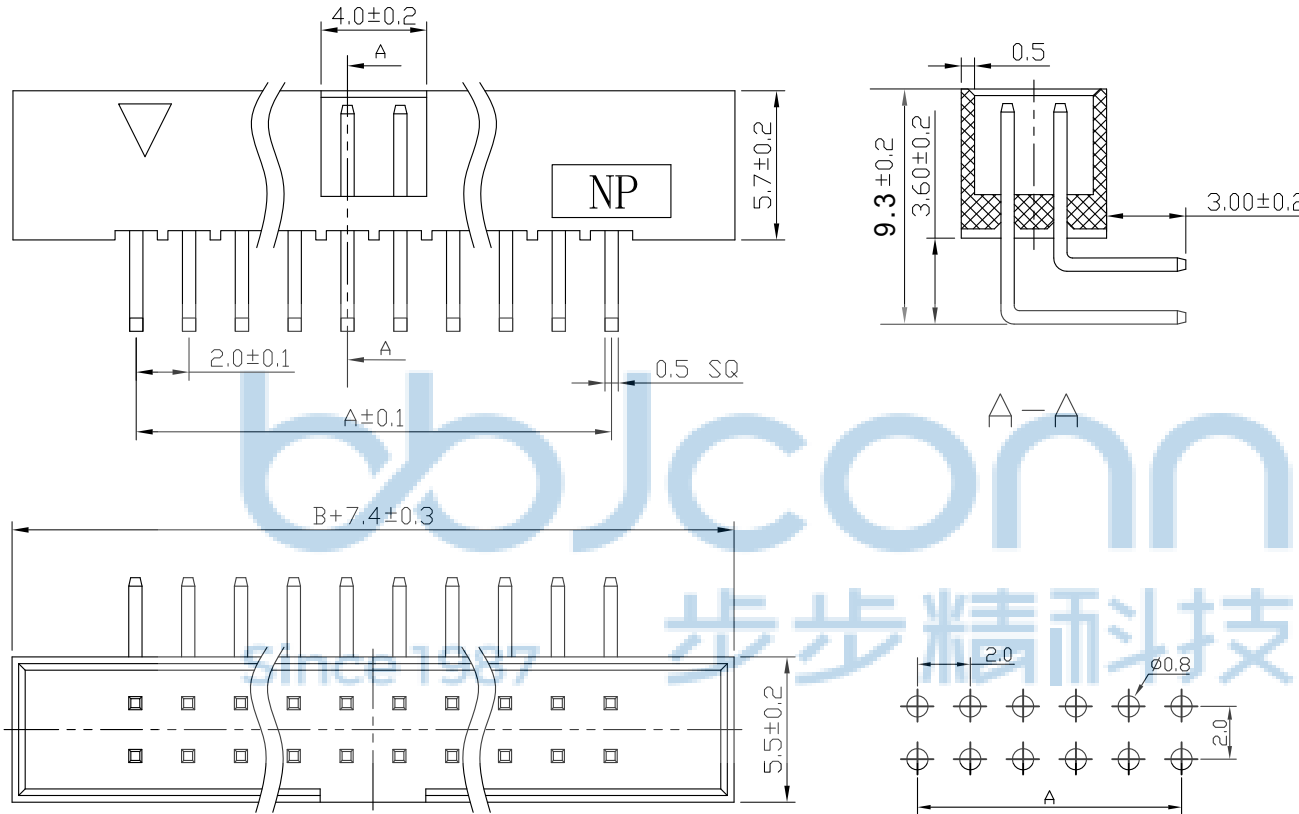 4.0±0.2
A
0.5
NP
5.7±0.2
9.3±0.2
3.60±0.2
3.00±0.2
2.0±0.1
A
0.5 SQ
A±0.1
A-A
bbjconn
B+7.4±0.3
步步精科技
Since 1987
5.5±0.2
2.0
ø0.8
2.0
A